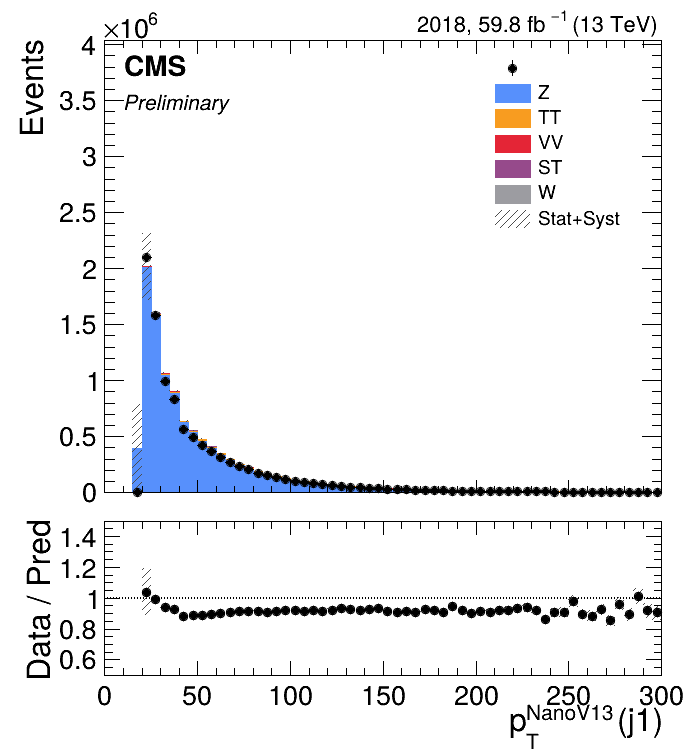 ×10⁶
2018, 59.8 fb⁻¹ (13 TeV)
CMS
Preliminary
Events
4
3.5
3
2.5
2
1.5
1
0.5
0
Z
TT
VV
ST
W
Stat+Syst
Data / Pred
1.4
1.2
1
0.8
0.6
0 50 100 150 200 250 300
p_T^NanoV13 (j1)